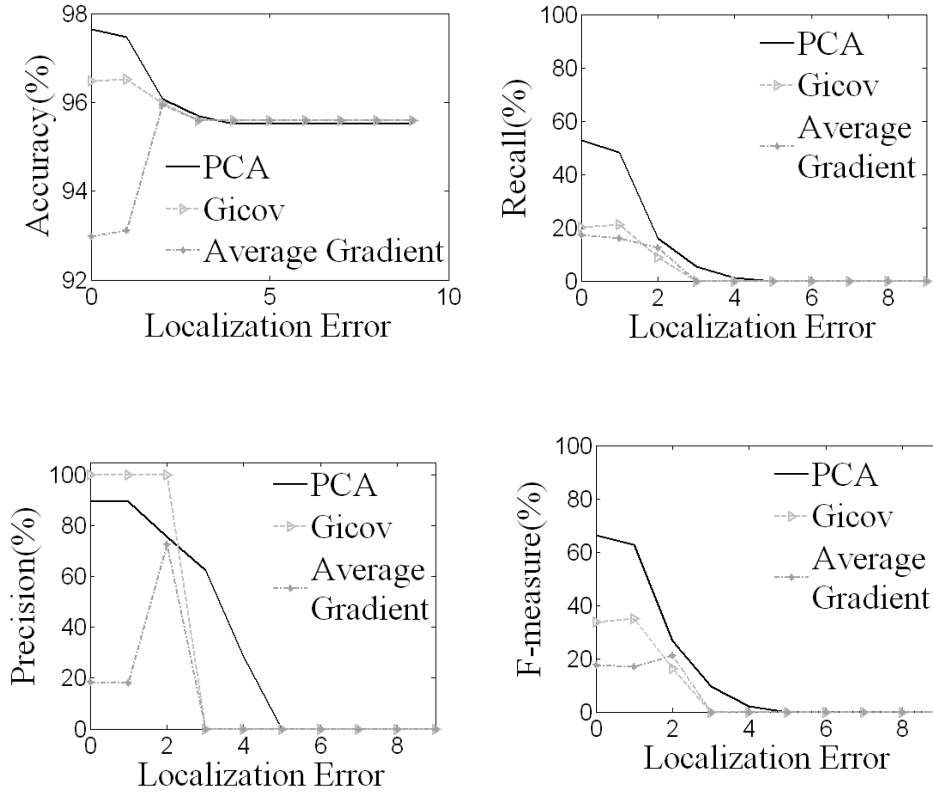 98
96
94
92
0
5
10
Accuracy(%)
Localization Error
PCA
Gicov
Average Gradient
100
80
60
40
20
0
0
2
4
6
8
Recall(%)
Localization Error
PCA
Gicov
Average
Gradient
100
80
60
40
20
0
0
2
4
6
8
Precision(%)
Localization Error
PCA
Gicov
Average
Gradient
100
80
60
40
20
0
0
2
4
6
8
F-measure(%)
Localization Error
PCA
Gicov
Average
Gradient